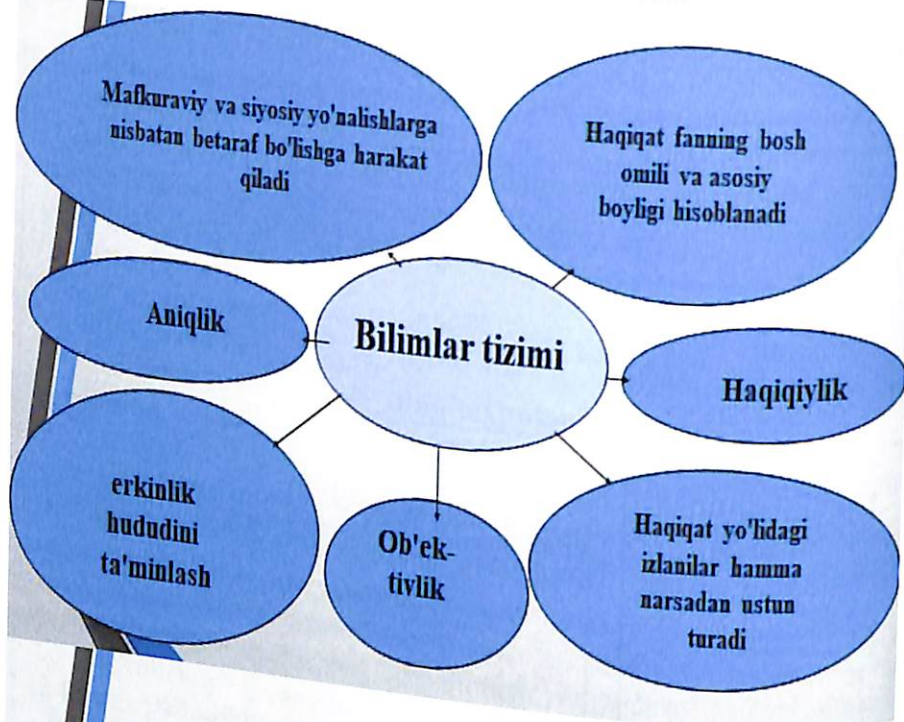 Mafkuraviy va siyosiy yo'nalishlarga
nisbatan betaraf bo'lishga harakat
qiladi
Haqiqat fanning bosh
omili va asosiy
boyligi hisoblanadi
Aniqlik
Bilimlar tizimi
Haqiqiylik
erkinlik
hududini
ta'minlash
Ob'ek-
tivlik
Haqiqat yo'lidagi
izlanilar hamma
narsadan ustun
turadi